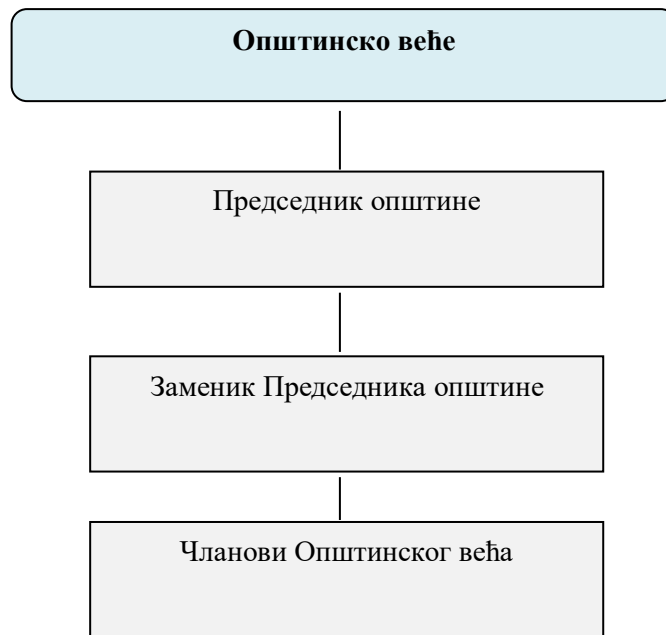 Општинско веће
Председник општине
Заменик Председника општине
Чланови Општинског већа